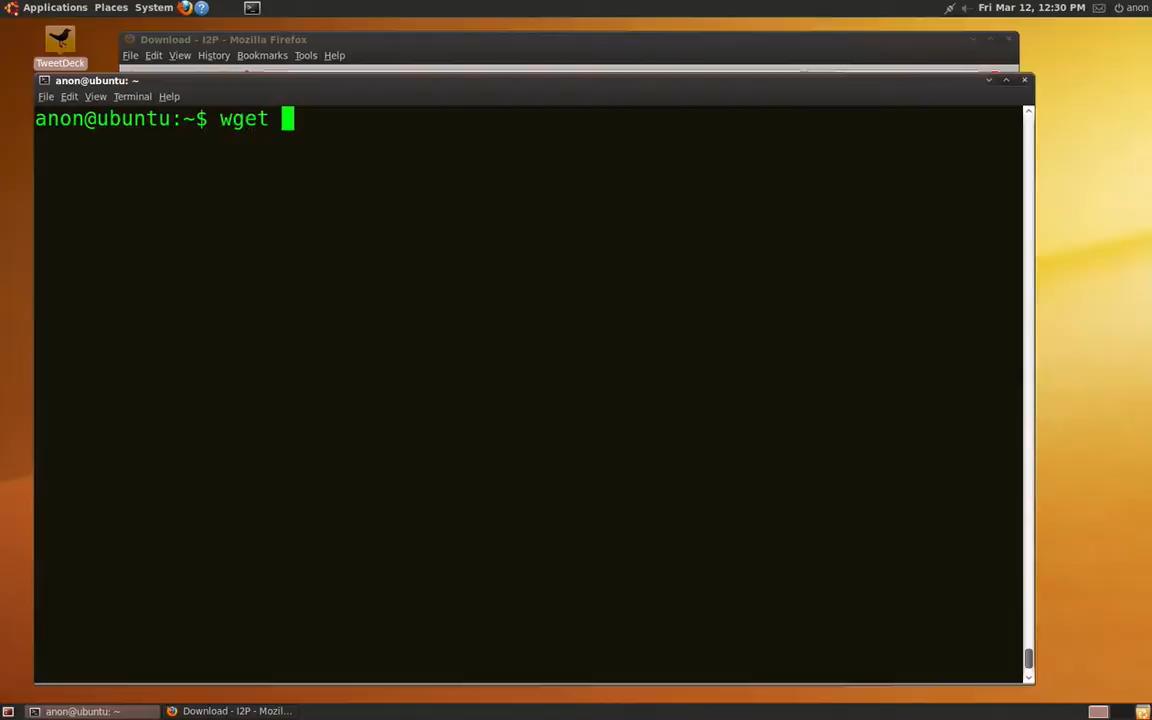 Applications Places System
Fri Mar 12, 12:30 PM
anon
TweetDeck
Download - I2P - Mozilla Firefox
File Edit View History Bookmarks Tools Help
anon@ubuntu: ~
File Edit View Terminal Help
anon@ubuntu:~$ wget
anon@ubuntu: ~
Download - I2P - Mozil...